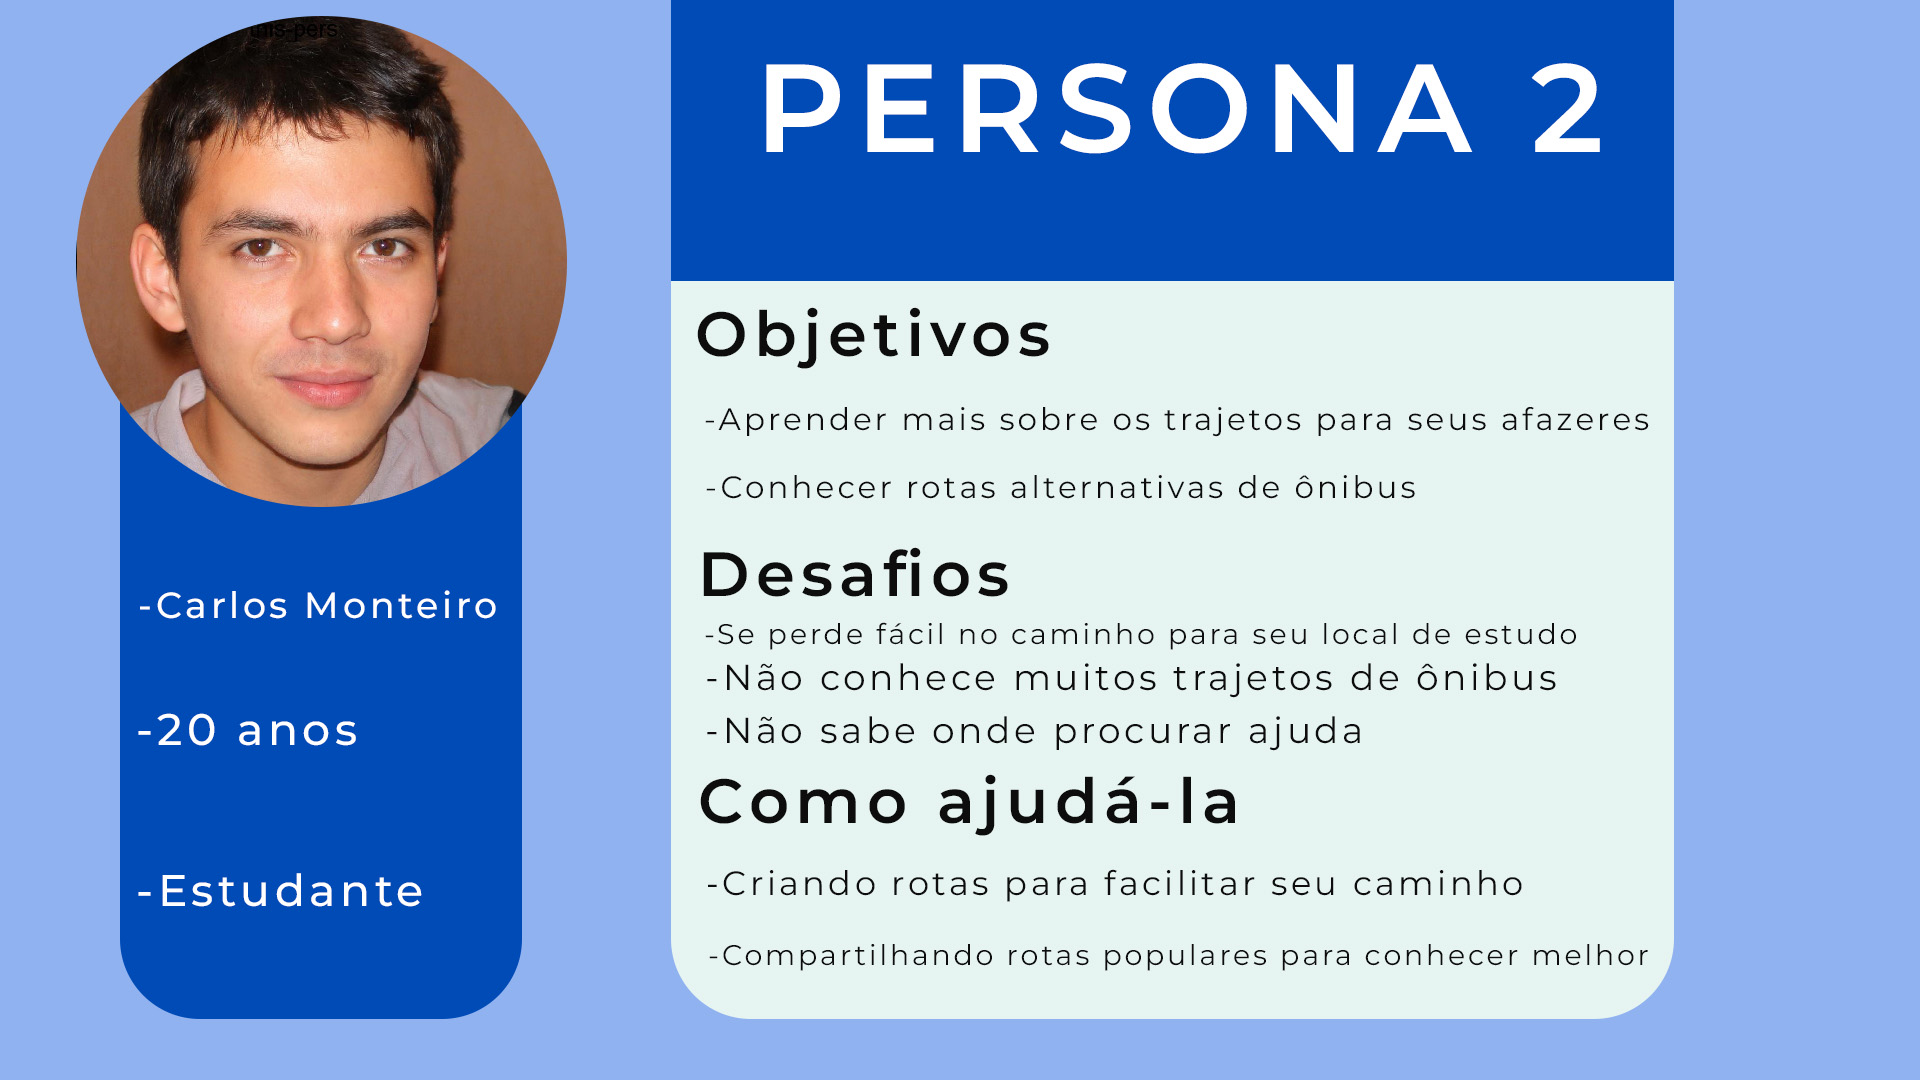 PERSONA 2
-Carlos Monteiro
-20 anos
-Estudante
Objetivos
-Aprender mais sobre os trajetos para seus afazeres
-Conhecer rotas alternativas de ônibus
Desafios
-Se perde fácil no caminho para seu local de estudo
-Não conhece muitos trajetos de ônibus
-Não sabe onde procurar ajuda
Como ajudá-la
-Criando rotas para facilitar seu caminho
-Compartilhando rotas populares para conhecer melhor